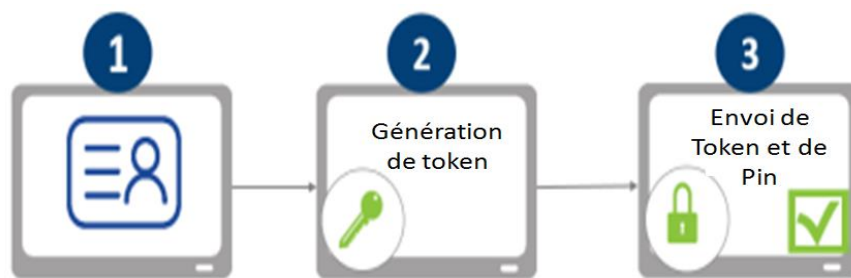 1
2
3
Génération
de token
Envoi de
Token et de
Pin